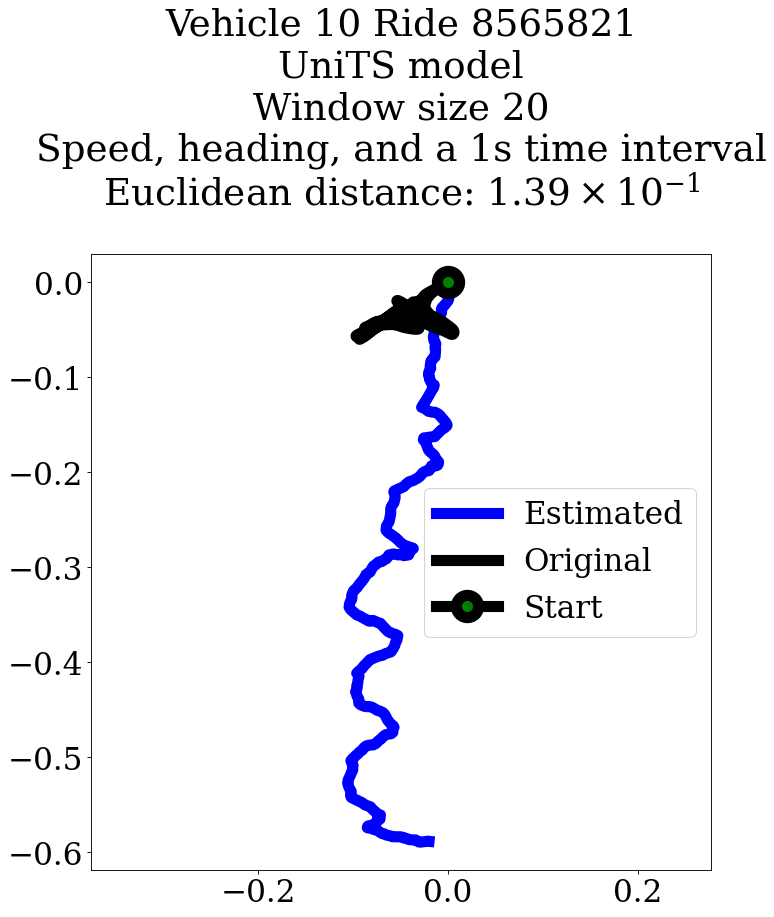 Vehicle 10 Ride 8565821
UniTS model
Window size 20
Speed, heading, and a 1s time interval
Euclidean distance: 1.39 × 10⁻¹
0.0
−0.1
−0.2
−0.3
−0.4
−0.5
−0.6
Estimated
Original
Start
−0.2 0.0 0.2